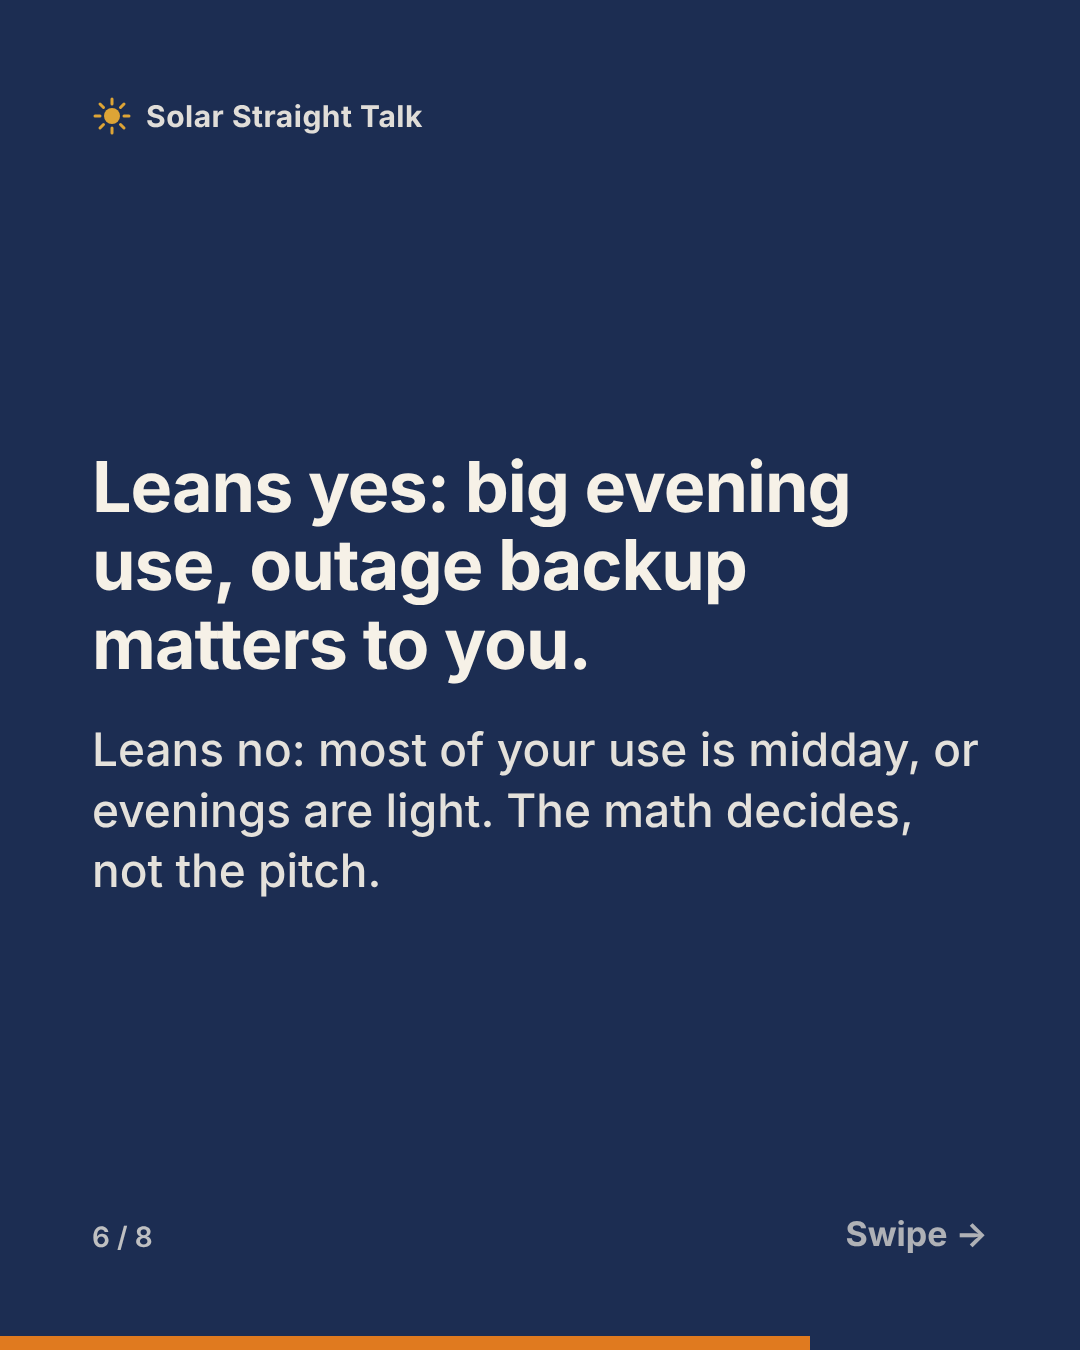 Solar Straight Talk
Leans yes: big evening
use, outage backup
matters to you.
Leans no: most of your use is midday, or
evenings are light. The math decides,
not the pitch.
6 / 8
Swipe →